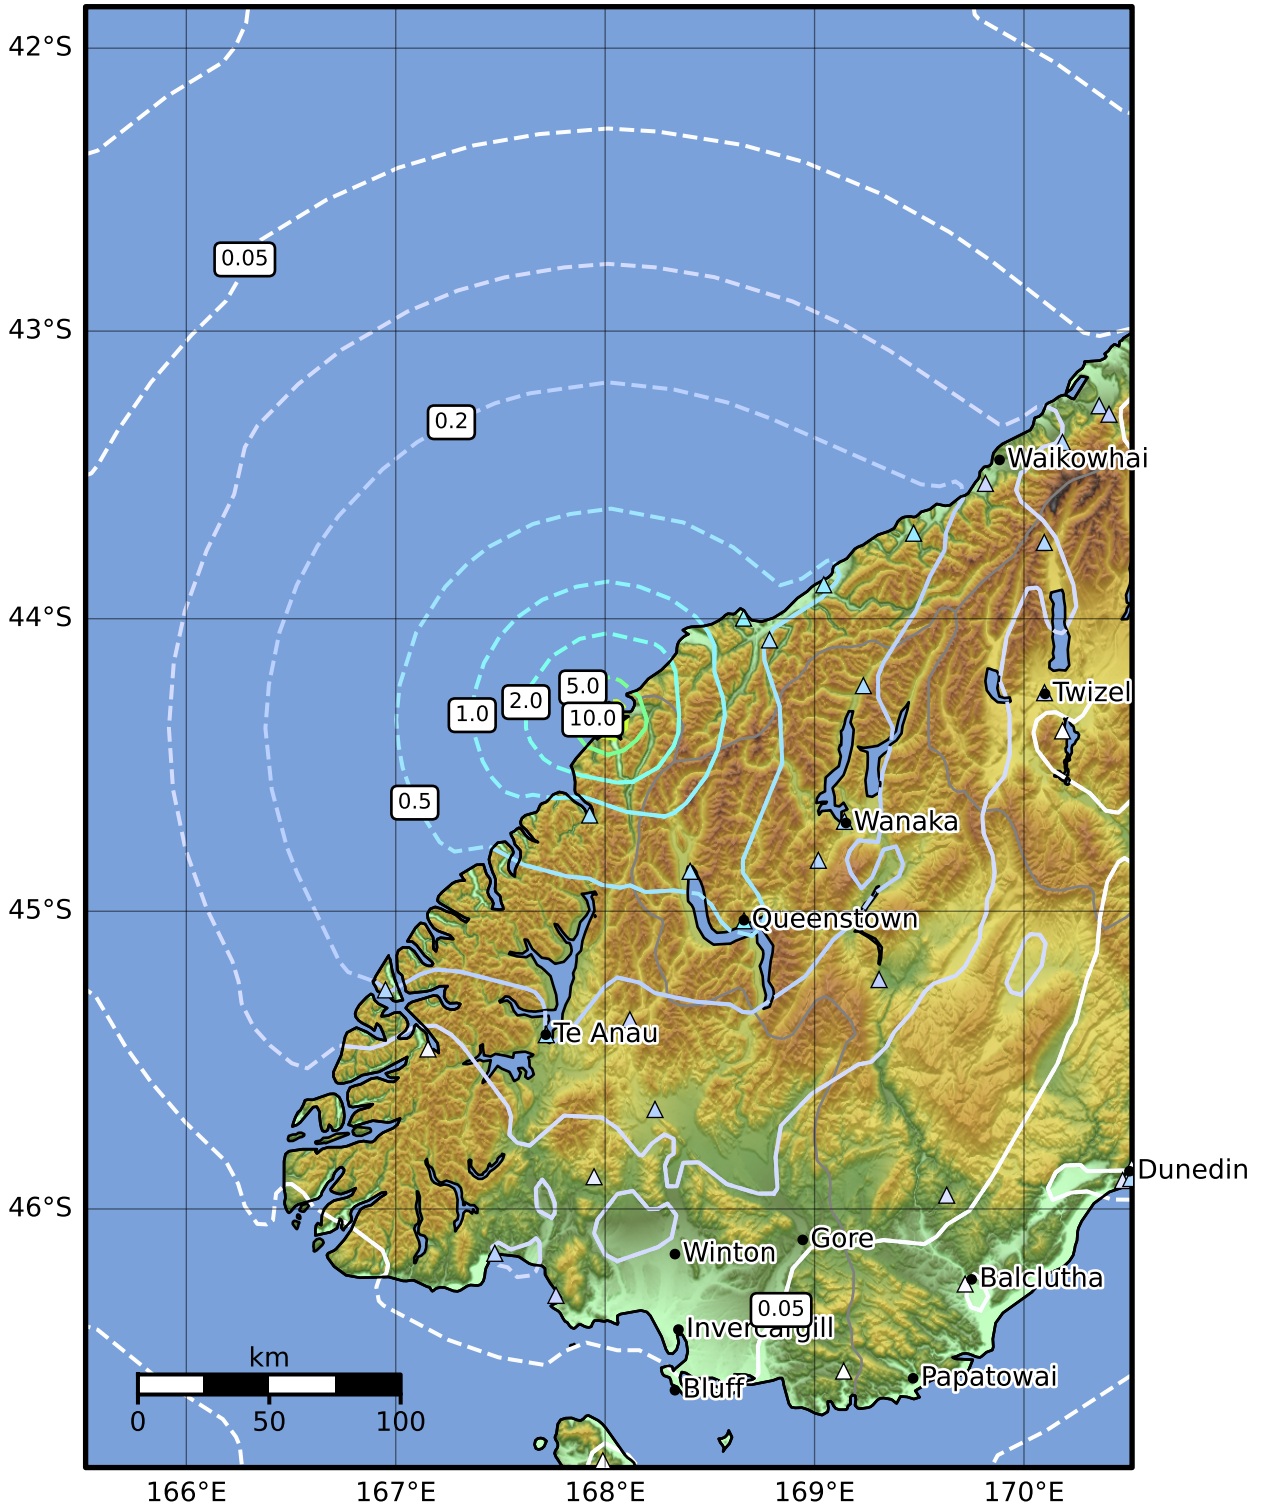 42°S
0.05
43°S
0.2
Waikowhai
44°S
5.0
2.0
Twizel
1.0
10.0
0.5
Wanaka
45°S
Queenstown
Te Anau
Dunedin
46°S
Gore
Winton
Balclutha
0.05
Invercargill
km
Papatowai
Bluff
0 50 100
166°E 167°E 168°E 169°E 170°E